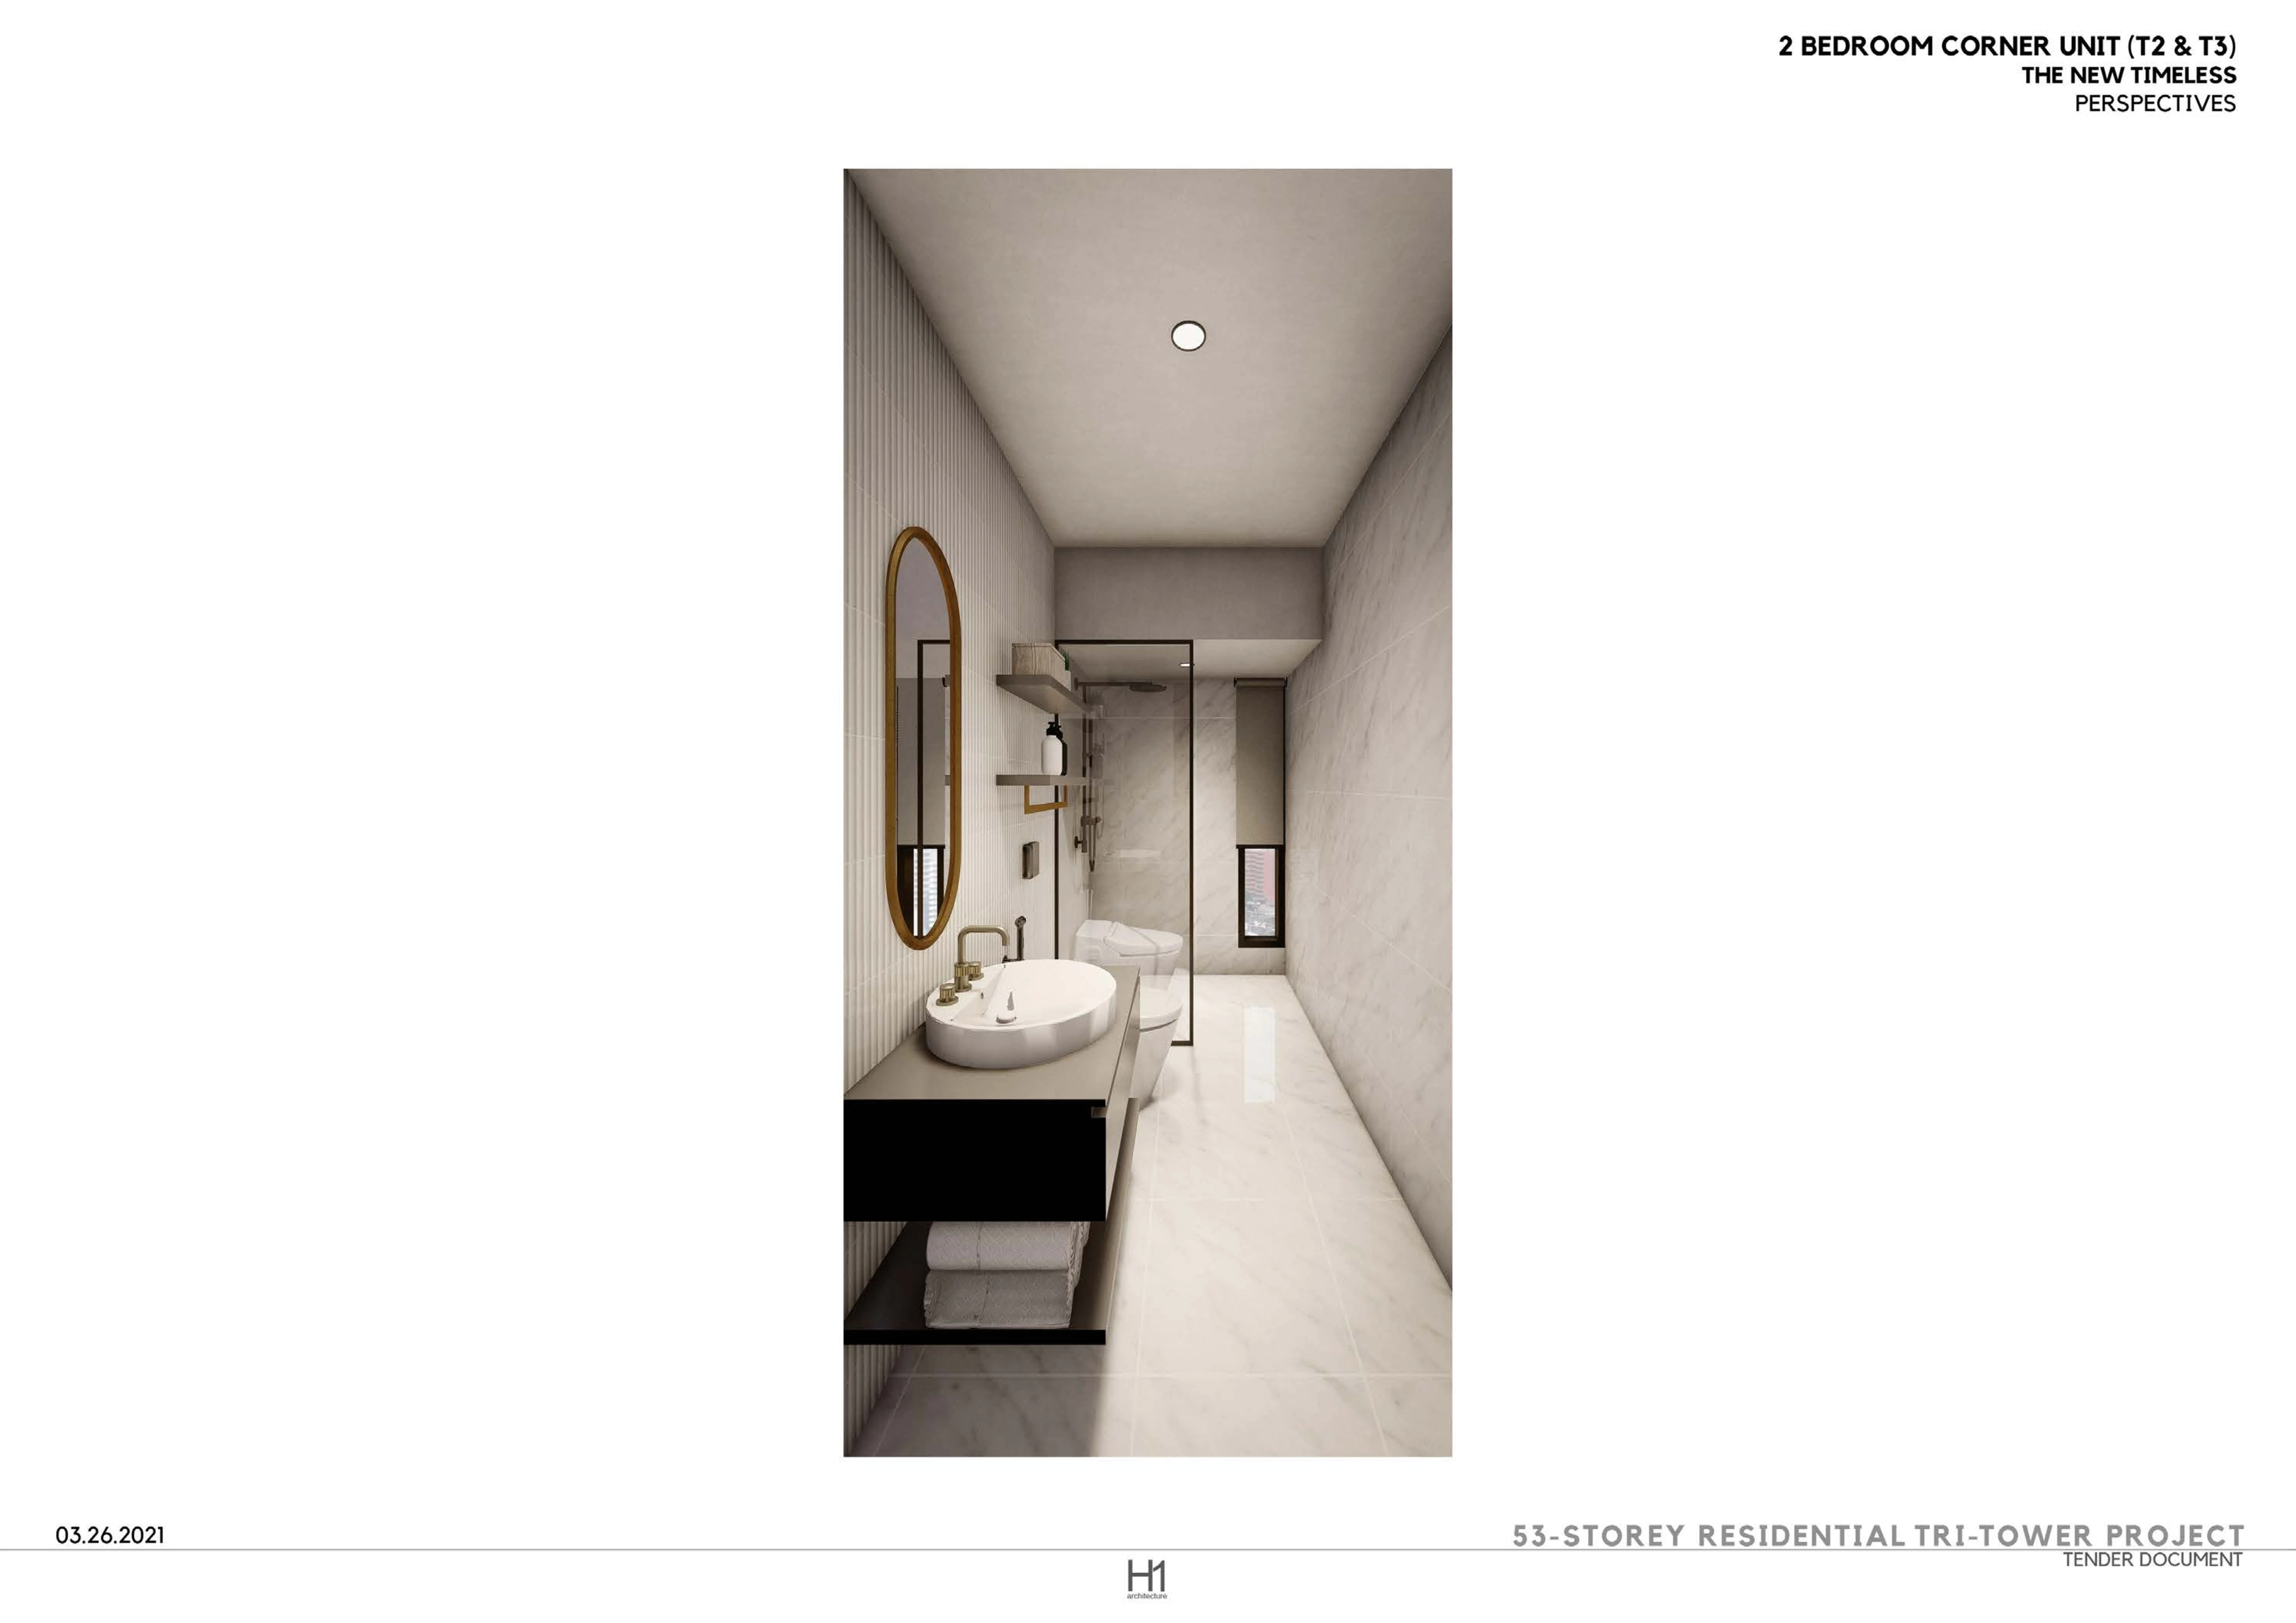 2 BEDROOM CORNER UNIT (T2 & T3)
THE NEW TIMELESS
PERSPECTIVES
03.26.2021
53-STOREY RESIDENTIAL TRI-TOWER PROJECT
TENDER DOCUMENT
H1
architecture